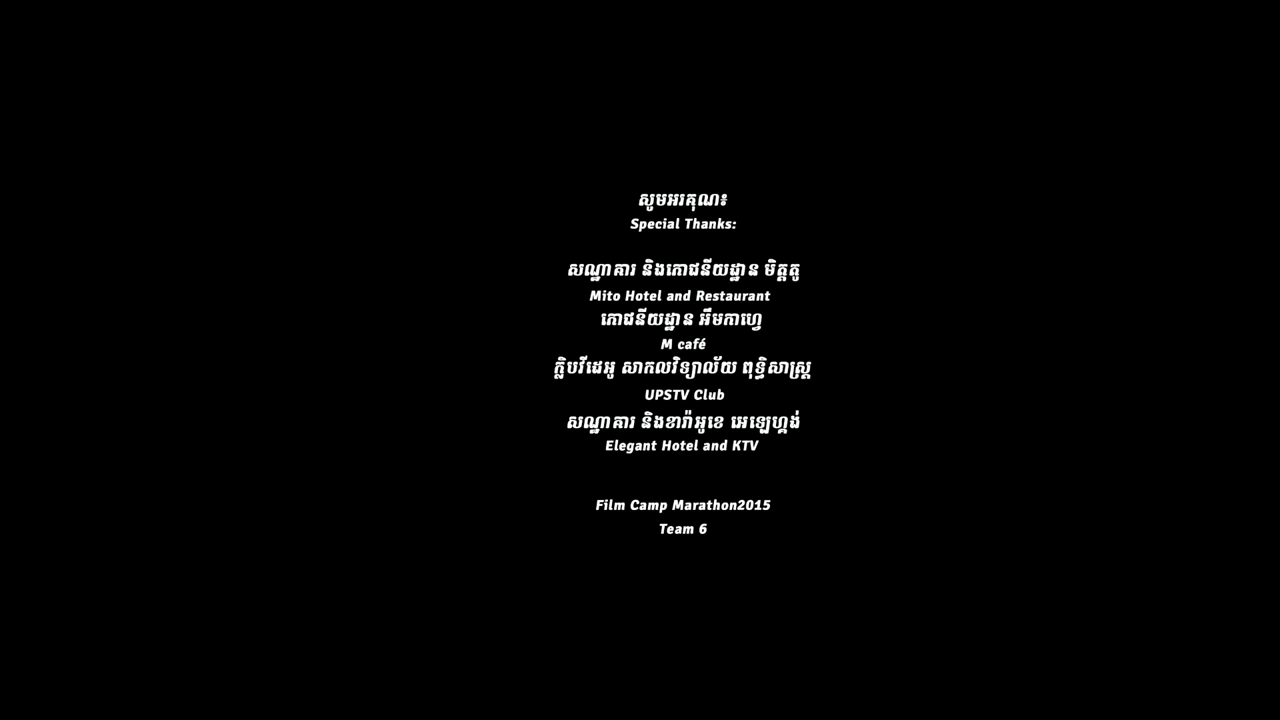 សូមអរគុណ៖
Special Thanks:
សណ្ឋាគារ និងភោជនីយដ្ឋាន មិត្តតូ
Mito Hotel and Restaurant
ភោជនីយដ្ឋាន អឹមកាហ្វេ
M café
ក្លិបវីដេអូ សាកលវិទ្យាល័យ ពុទ្ធិសាស្ត្រ
UPSTV Club
សណ្ឋាគារ និងខារ៉ាអូខេ អេឡេហ្គង់
Elegant Hotel and KTV
Film Camp Marathon2015
Team 6